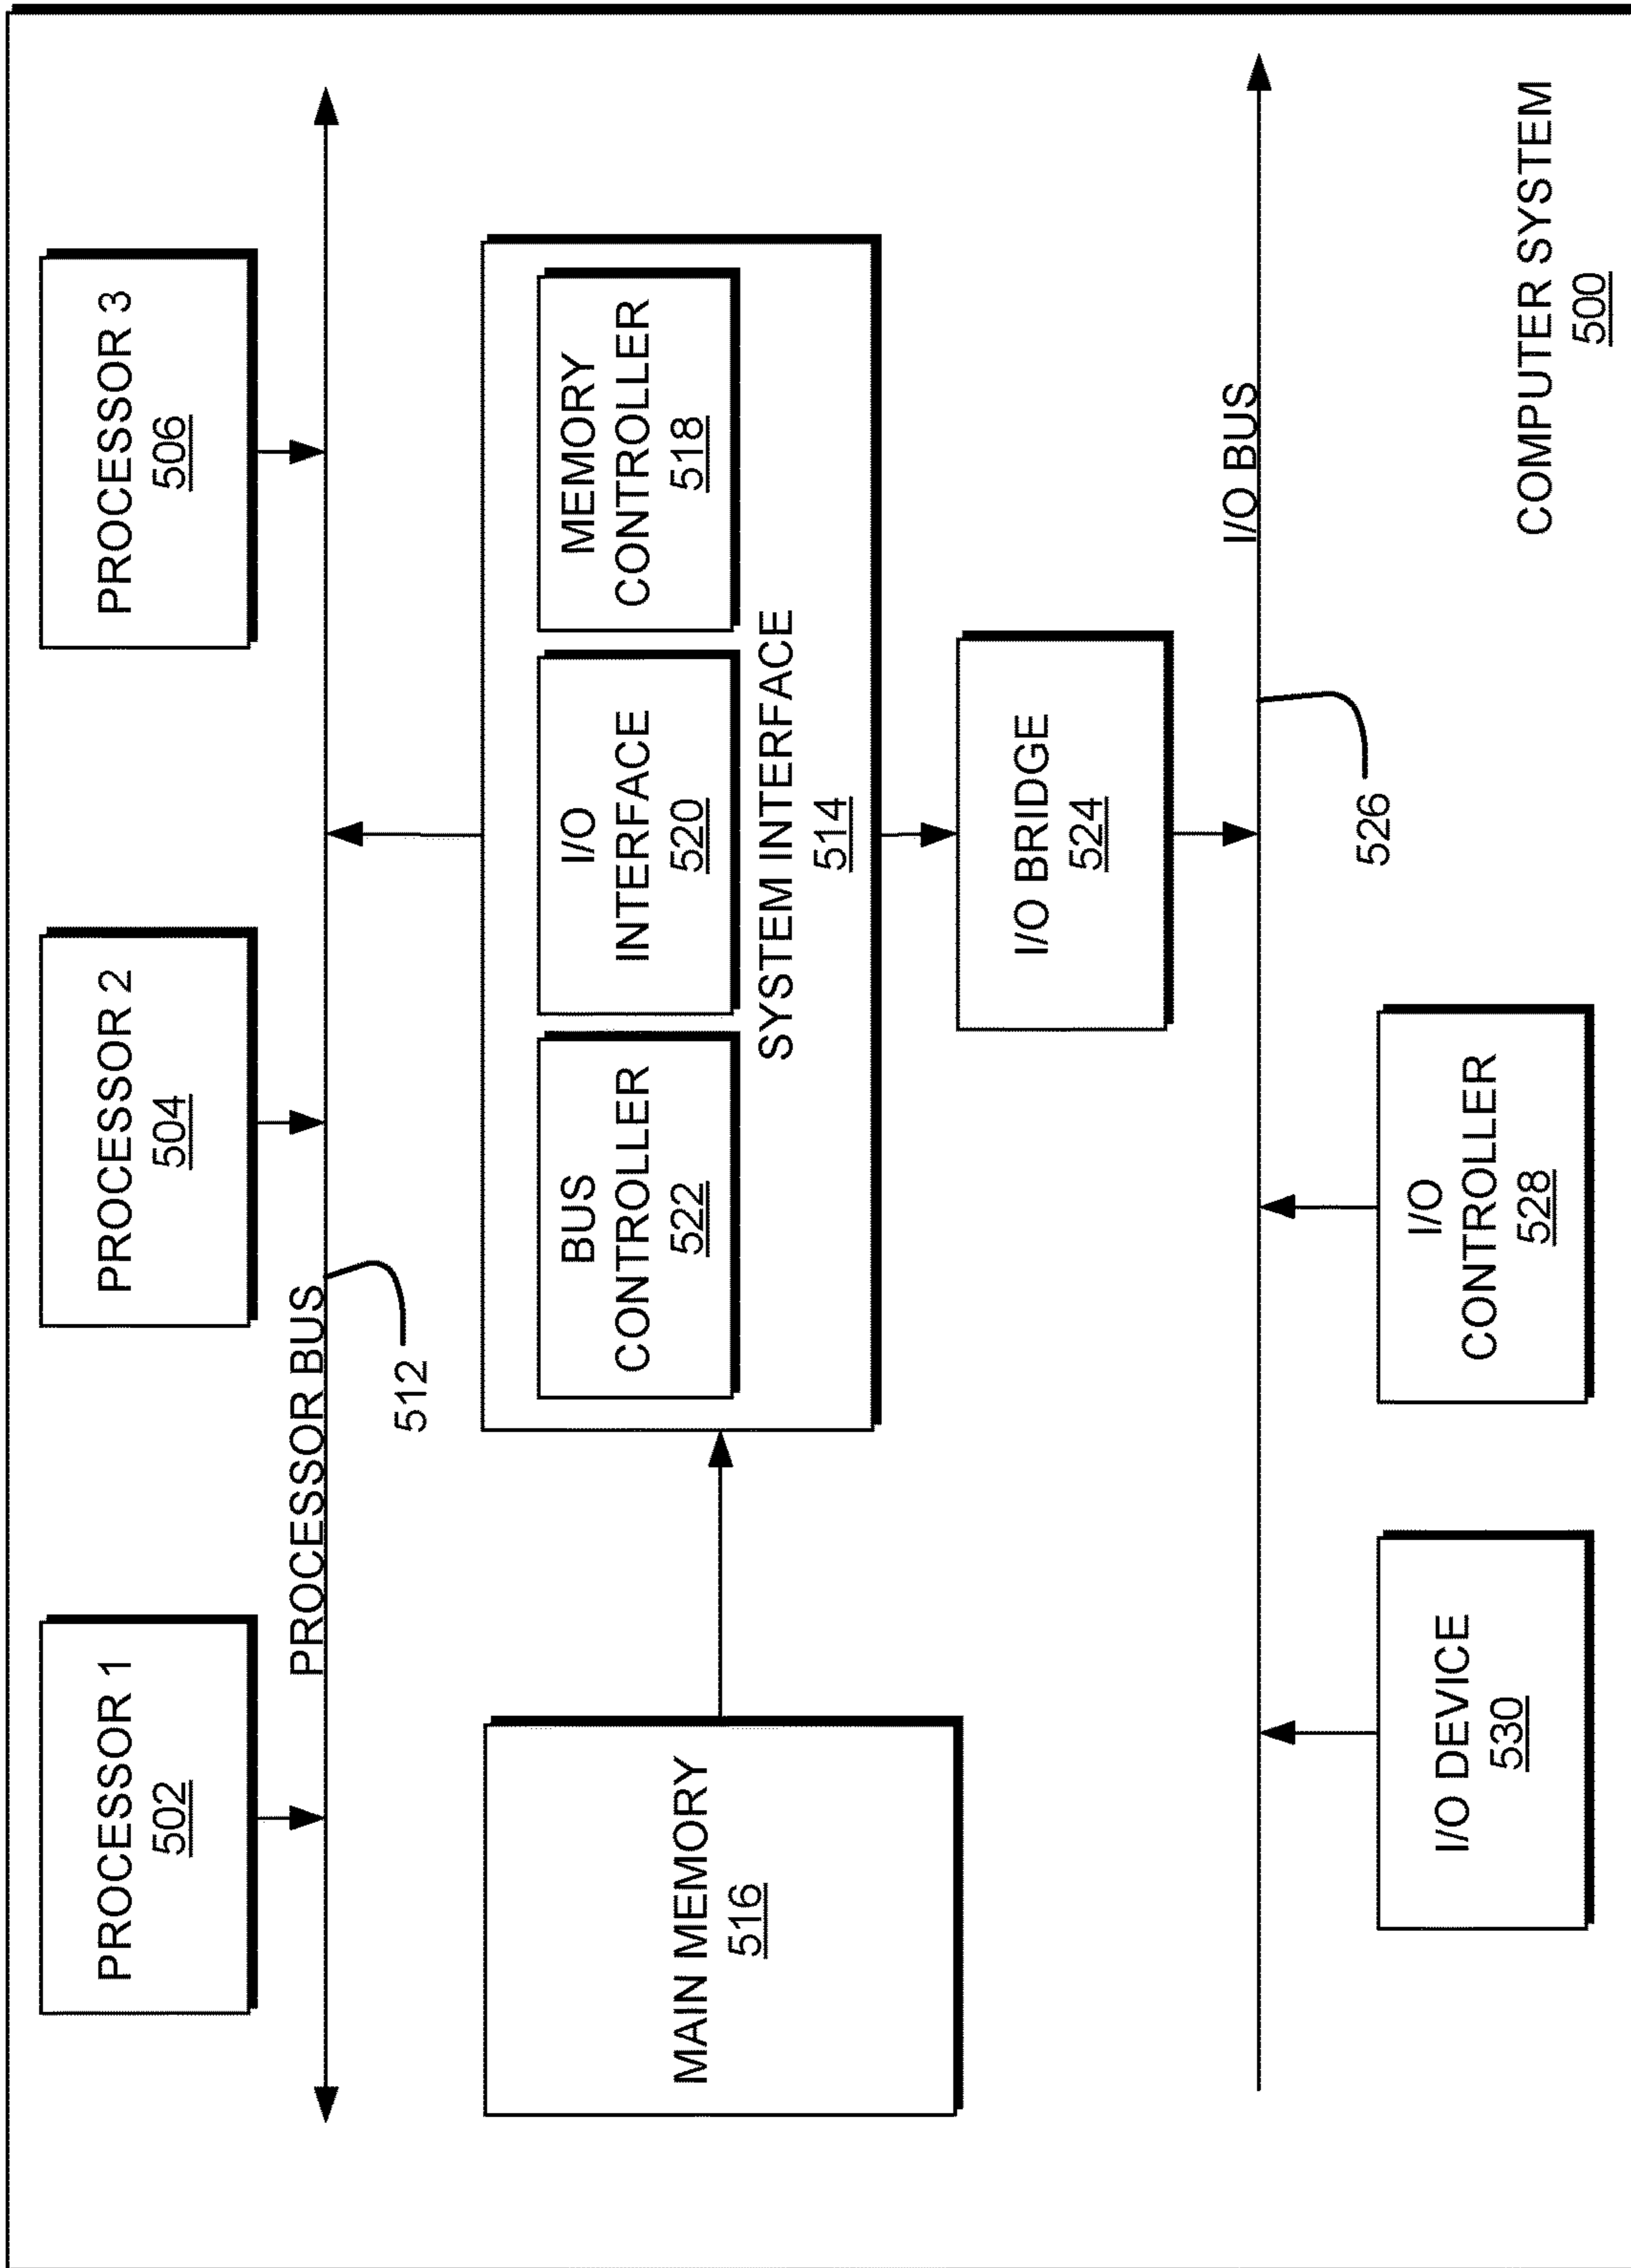 PROCESSOR 1
502
PROCESSOR 2
504
PROCESSOR 3
506
PROCESSOR BUS
512
MAIN MEMORY
516
BUS
CONTROLLER
522
I/O
INTERFACE
520
MEMORY
CONTROLLER
518
SYSTEM INTERFACE
514
I/O BRIDGE
524
I/O BUS
526
I/O DEVICE
530
I/O
CONTROLLER
528
COMPUTER SYSTEM
500